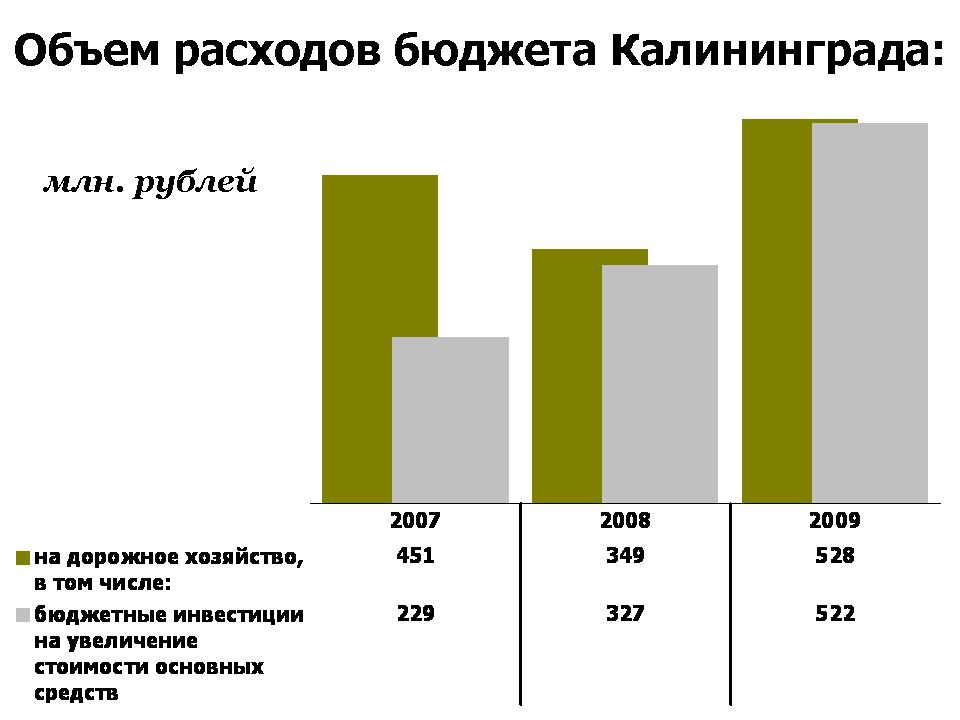 Объем расходов бюджета Калининграда:
млн. рублей
2007 2008 2009
на дорожное хозяйство, 451 349 528
в том числе:
бюджетные инвестиции 229 327 522
на увеличение
стоимости основных
средств